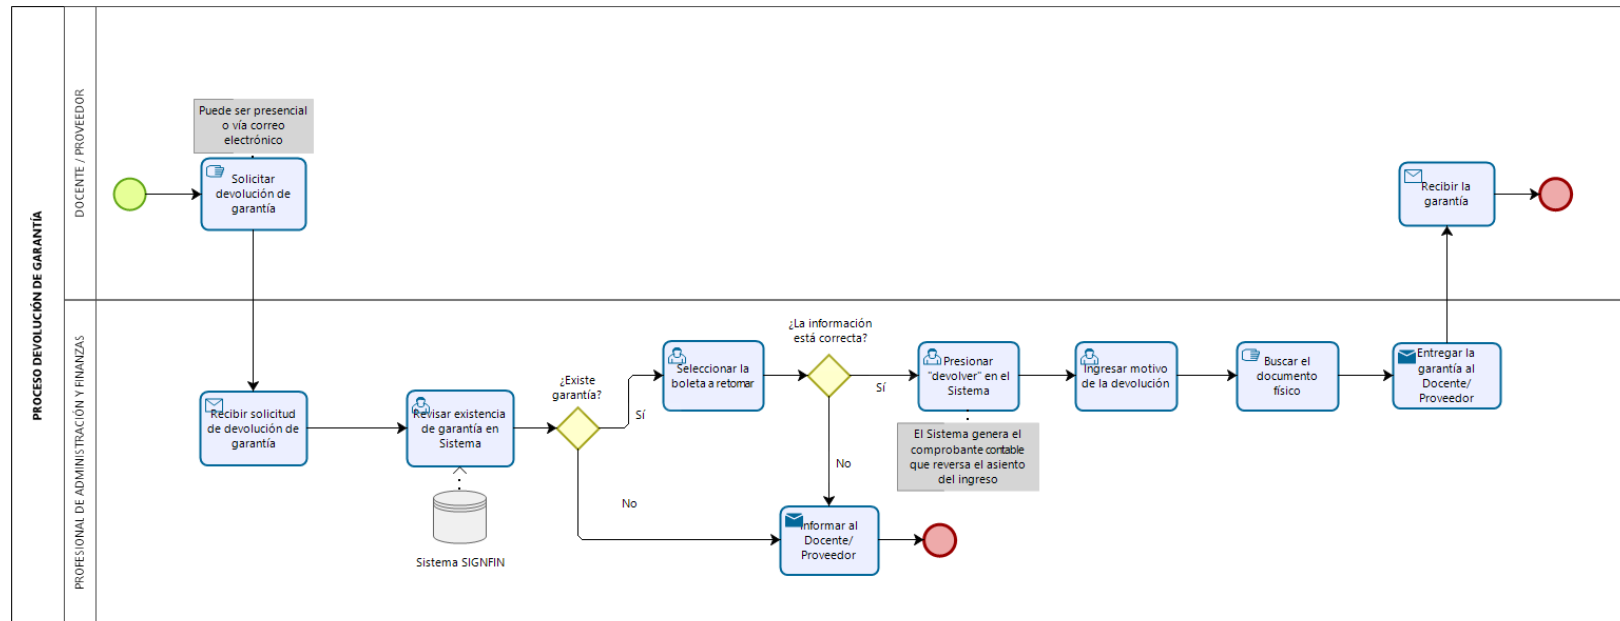 PROCESO DEVOLUCIÓN DE GARANTÍA
DOCENTE / PROVEEDOR
Puede ser presencial
o vía correo
electrónico
Solicitar
devolución de
garantía
Recibir la
garantía
PROFESIONAL DE ADMINISTRACIÓN Y FINANZAS
Recibir solicitud
de devolución de
garantía
Revisar existencia
de garantía en
Sistema
Sistema SIGNFIN
¿Existe
garantía?
Sí
No
Seleccionar la
boleta a retornar
¿La información
está correcta?
Sí
No
Informar al
Docente/
Proveedor
Presionar
"devolver" en el
Sistema
El Sistema genera el
comprobante contable
que reversa el asiento
del ingreso
Ingresar motivo
de la devolución
Buscar el
documento
físico
Entregar la
garantía al
Docente/
Proveedor